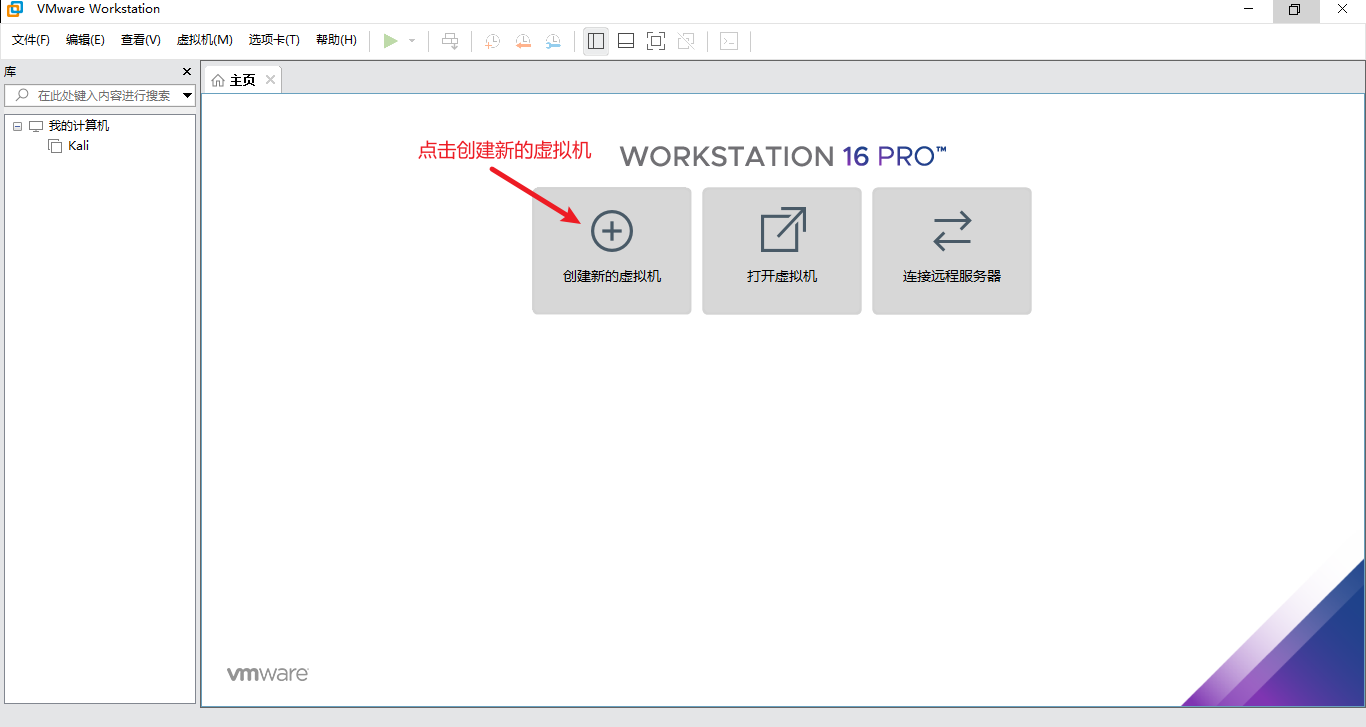 VMware Workstation
文件(F) 编辑(E) 查看(V) 虚拟机(M) 选项卡(T) 帮助(H)
库
在此处键入内容进行搜索
我的计算机
Kali
主页
点击创建新的虚拟机
WORKSTATION 16 PRO™
创建新的虚拟机
打开虚拟机
连接远程服务器
vmware